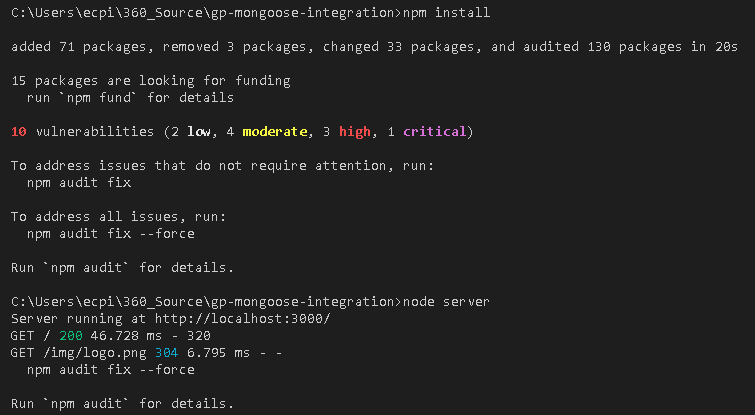 C:\Users\ecpi\360_Source\gp-mongoose-integration>npm install
added 71 packages, removed 3 packages, changed 33 packages, and audited 130 packages in 20s
15 packages are looking for funding
  run `npm fund` for details
10 vulnerabilities (2 low, 4 moderate, 3 high, 1 critical)
To address issues that do not require attention, run:
  npm audit fix
To address all issues, run:
  npm audit fix --force
Run `npm audit` for details.
C:\Users\ecpi\360_Source\gp-mongoose-integration>node server
Server running at http://localhost:3000/
GET / 200 46.728 ms - 320
GET /img/logo.png 304 6.795 ms - -
  npm audit fix --force
Run `npm audit` for details.